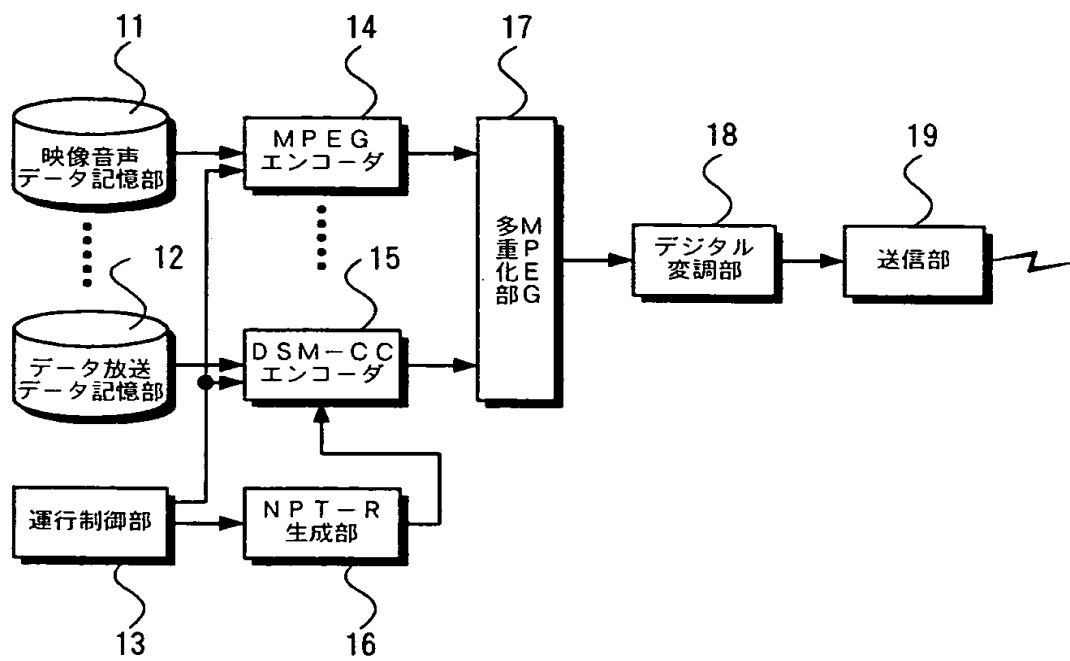 11
14
17
映像音声
データ記憶部
ＭＰＥＧ
エンコーダ
18
19
12
15
ＭＰＥＧ
多重化部
デジタル
変調部
送信部
データ放送
データ記憶部
ＤＳＭ－ＣＣ
エンコーダ
運行制御部
ＮＰＴ－Ｒ
生成部
13
16